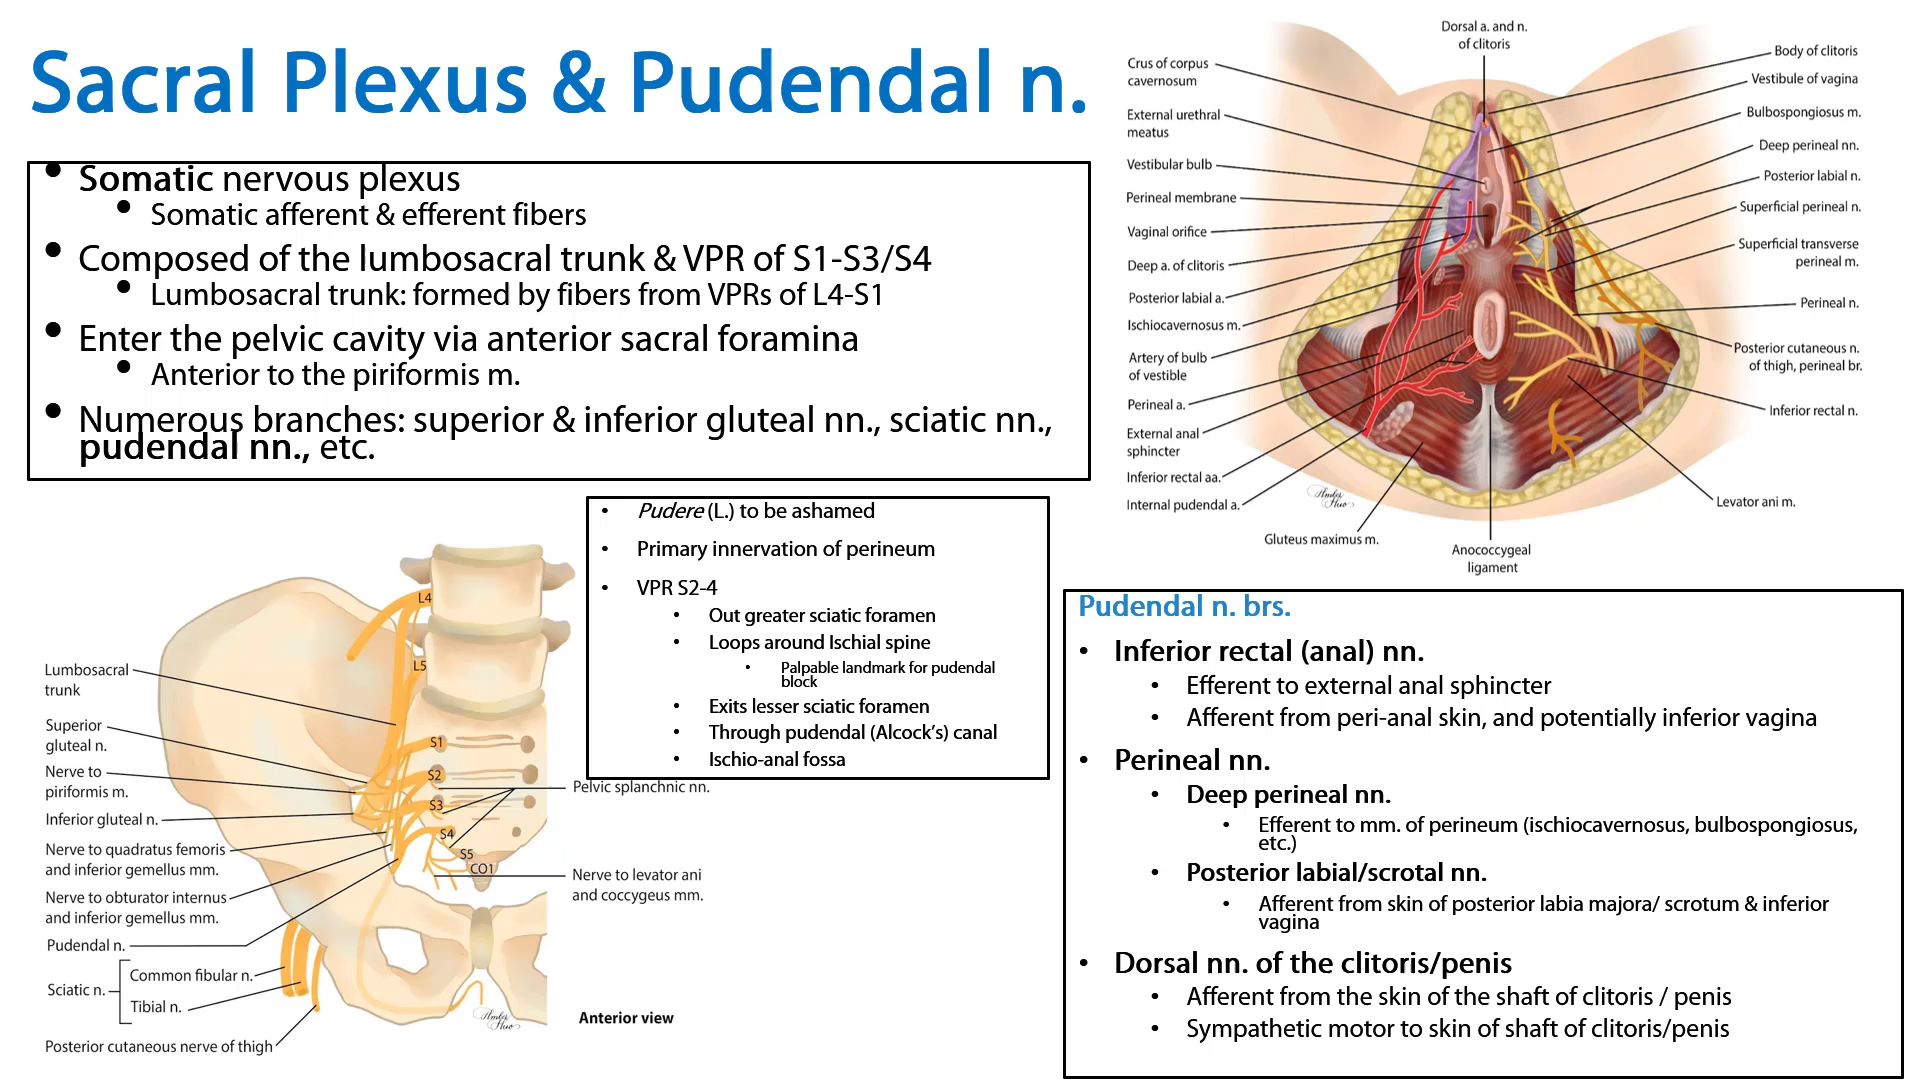 Sacral Plexus & Pudendal n.
• Somatic nervous plexus
• Somatic afferent & efferent fibers
• Composed of the lumbosacral trunk & VPR of S1-S3/S4
• Lumbosacral trunk: formed by fibers from VPRs of L4-S1
• Enter the pelvic cavity via anterior sacral foramina
• Anterior to the piriformis m.
• Numerous branches: superior & inferior gluteal nn., sciatic nn.,
pudendal nn., etc.
• Pudere (L.) to be ashamed
• Primary innervation of perineum
• VPR S2-4
• Out greater sciatic foramen
• Loops around Ischial spine
• Palpable landmark for pudendal
block
• Exits lesser sciatic foramen
• Through pudendal (Alcock's) canal
• Ischio-anal fossa
L4
L5
S1
S2
S3
S4
S5
CO1
Lumbosacral
trunk
Superior
gluteal n.
Nerve to
piriformis m.
Inferior gluteal n.
Nerve to quadratus femoris
and inferior gemellus mm.
Nerve to obturator internus
and inferior gemellus mm.
Pudendal n.
Sciatic n.
Common fibular n.
Tibial n.
Posterior cutaneous nerve of thigh
Pelvic splanchnic nn.
Nerve to levator ani
and coccygeus mm.
Amber
Huo
Anterior view
Dorsal a. and n.
of clitoris
Crus of corpus
cavernosum
External urethral
meatus
Vestibular bulb
Perineal membrane
Vaginal orifice
Deep a. of clitoris
Posterior labial a.
Ischiocavernosus m.
Artery of bulb
of vestible
Perineal a.
External anal
sphincter
Inferior rectal aa.
Internal pudendal a.
Gluteus maximus m.
Anococcygeal
ligament
Body of clitoris
Vestibule of vagina
Bulbospongiosus m.
Deep perineal nn.
Posterior labial n.
Superficial perineal n.
Superficial transverse
perineal m.
Perineal n.
Posterior cutaneous n.
of thigh, perineal br.
Inferior rectal n.
Levator ani m.
Amber
Huo
Pudendal n. brs.
• Inferior rectal (anal) nn.
• Efferent to external anal sphincter
• Afferent from peri-anal skin, and potentially inferior vagina
• Perineal nn.
• Deep perineal nn.
• Efferent to mm. of perineum (ischiocavernosus, bulbospongiosus,
etc.)
• Posterior labial/scrotal nn.
• Afferent from skin of posterior labia majora/ scrotum & inferior
vagina
• Dorsal nn. of the clitoris/penis
• Afferent from the skin of the shaft of clitoris / penis
• Sympathetic motor to skin of shaft of clitoris/penis